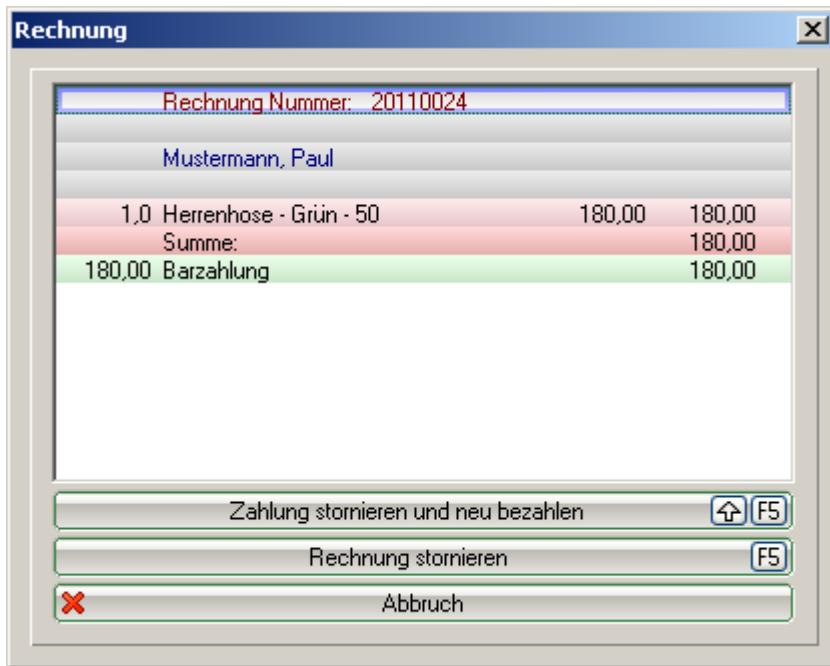 Rechnung
Rechnung Nummer: 20110024
Mustermann, Paul
1,0 Herrenhose - Grün - 50 180,00 180,00
Summe: 180,00
180,00 Barzahlung 180,00
Zahlung stornieren und neu bezahlen F5
Rechnung stornieren F5
Abbruch